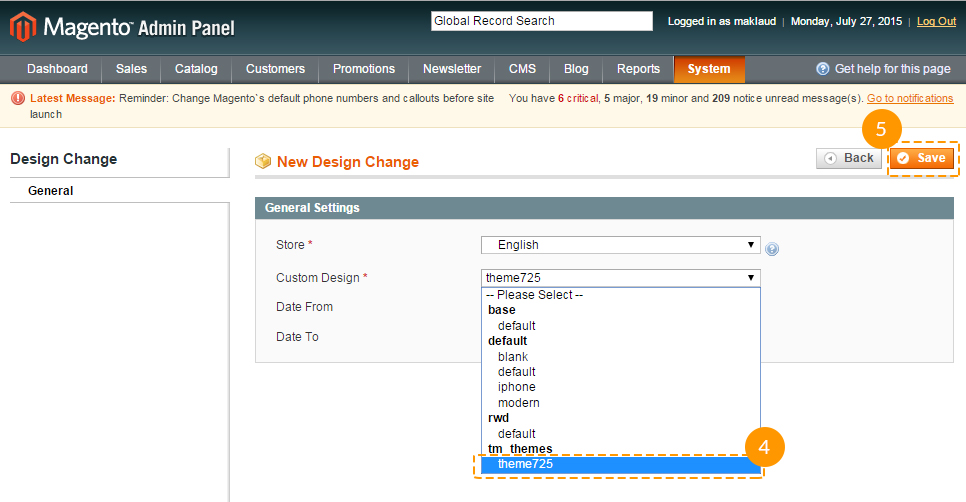 Magento™ Admin Panel
Global Record Search
Logged in as maklaud | Monday, July 27, 2015 | Log Out
Dashboard Sales Catalog Customers Promotions Newsletter CMS Blog Reports System Get help for this page
Latest Message: Reminder: Change Magento`s default phone numbers and callouts before site launch
You have 6 critical, 5 major, 19 minor and 209 notice unread message(s). Go to notifications
5
Design Change
General
New Design Change
Back Save
General Settings
Store * English
Custom Design * theme725
Date From
Date To
-- Please Select --
base
default
default
blank
default
iphone
modern
rwd
default
tm_themes
theme725
4